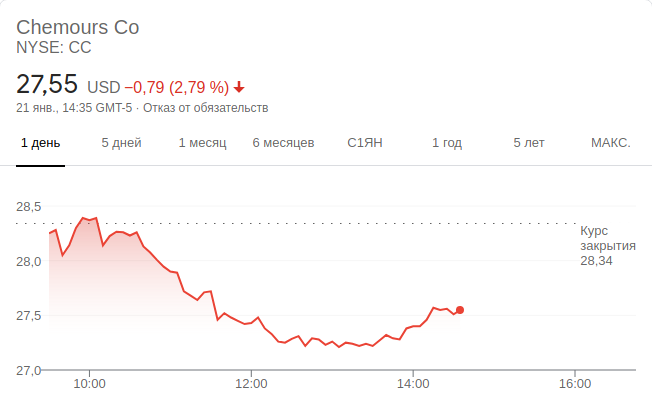 Chemours Co
NYSE: CC
27,55 USD −0,79 (2,79 %)
21 янв., 14:35 GMT-5 · Отказ от обязательств
1 день 5 дней 1 месяц 6 месяцев С1ЯН 1 год 5 лет МАКС.
28,5
28,0
27,5
27,0
Курс
закрытия
28,34
10:00 12:00 14:00 16:00